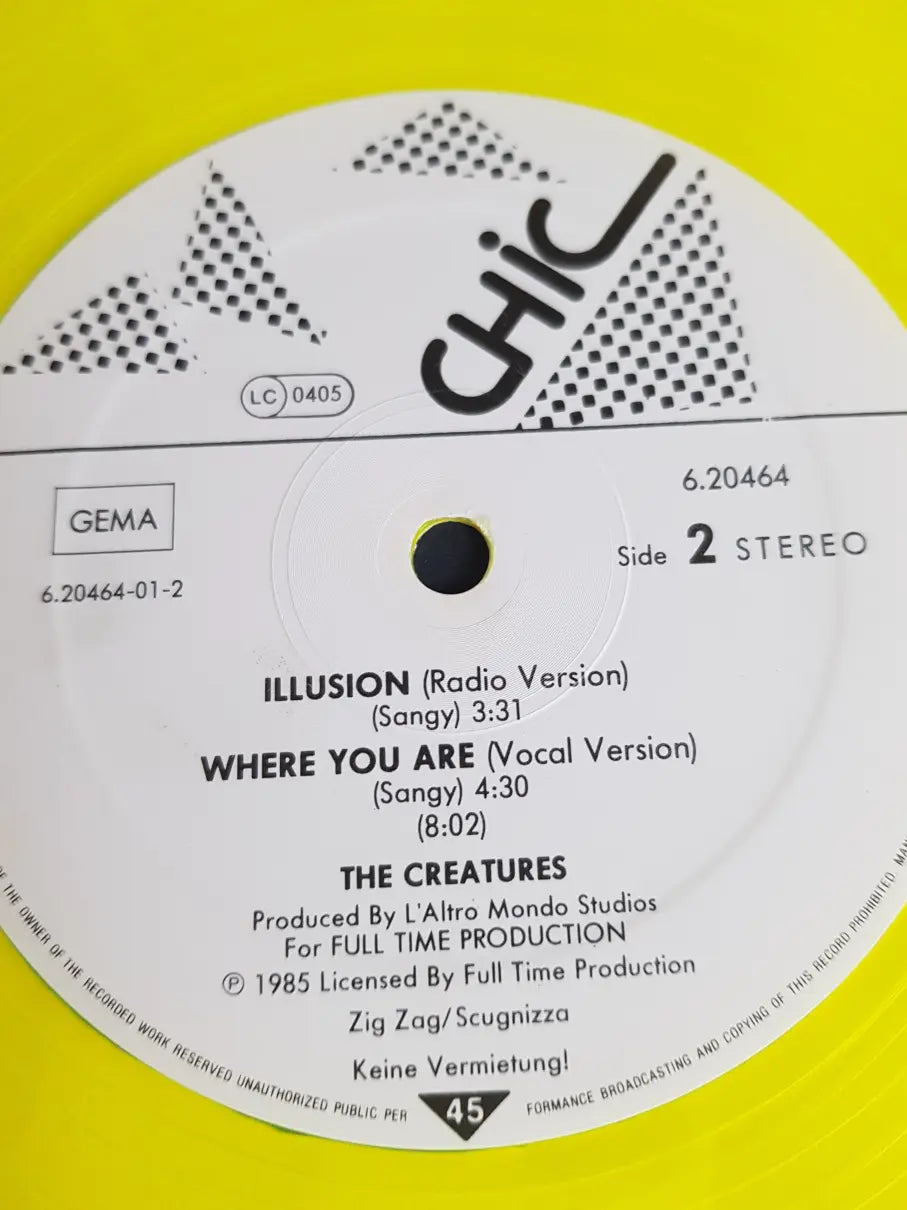 CHIC
LC 0405
GEMA
6.20464
Side 2 STEREO
6.20464-01-2
ILLUSION (Radio Version)
(Sangy) 3:31
WHERE YOU ARE (Vocal Version)
(Sangy) 4:30
(8:02)
THE CREATURES
Produced By L'Altro Mondo Studios
For FULL TIME PRODUCTION
℗ 1985 Licensed By Full Time Production
Zig Zag/Scugnizza
Keine Vermietung!
OF THE OWNER OF THE RECORDED WORK RESERVED UNAUTHORIZED PUBLIC PER
45
FORMANCE BROADCASTING AND COPYING OF THIS RECORD PROHIBITED.